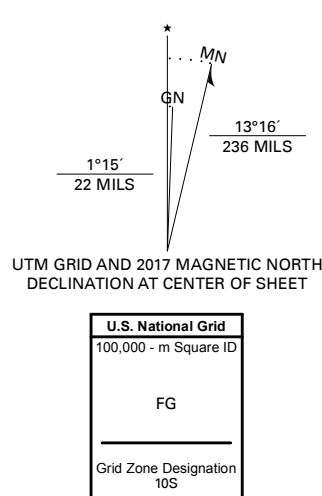 MN
GN
13°16´
236 MILS
1°15´
22 MILS
UTM GRID AND 2017 MAGNETIC NORTH
DECLINATION AT CENTER OF SHEET
U.S. National Grid
100,000 - m Square ID
FG
Grid Zone Designation
10S